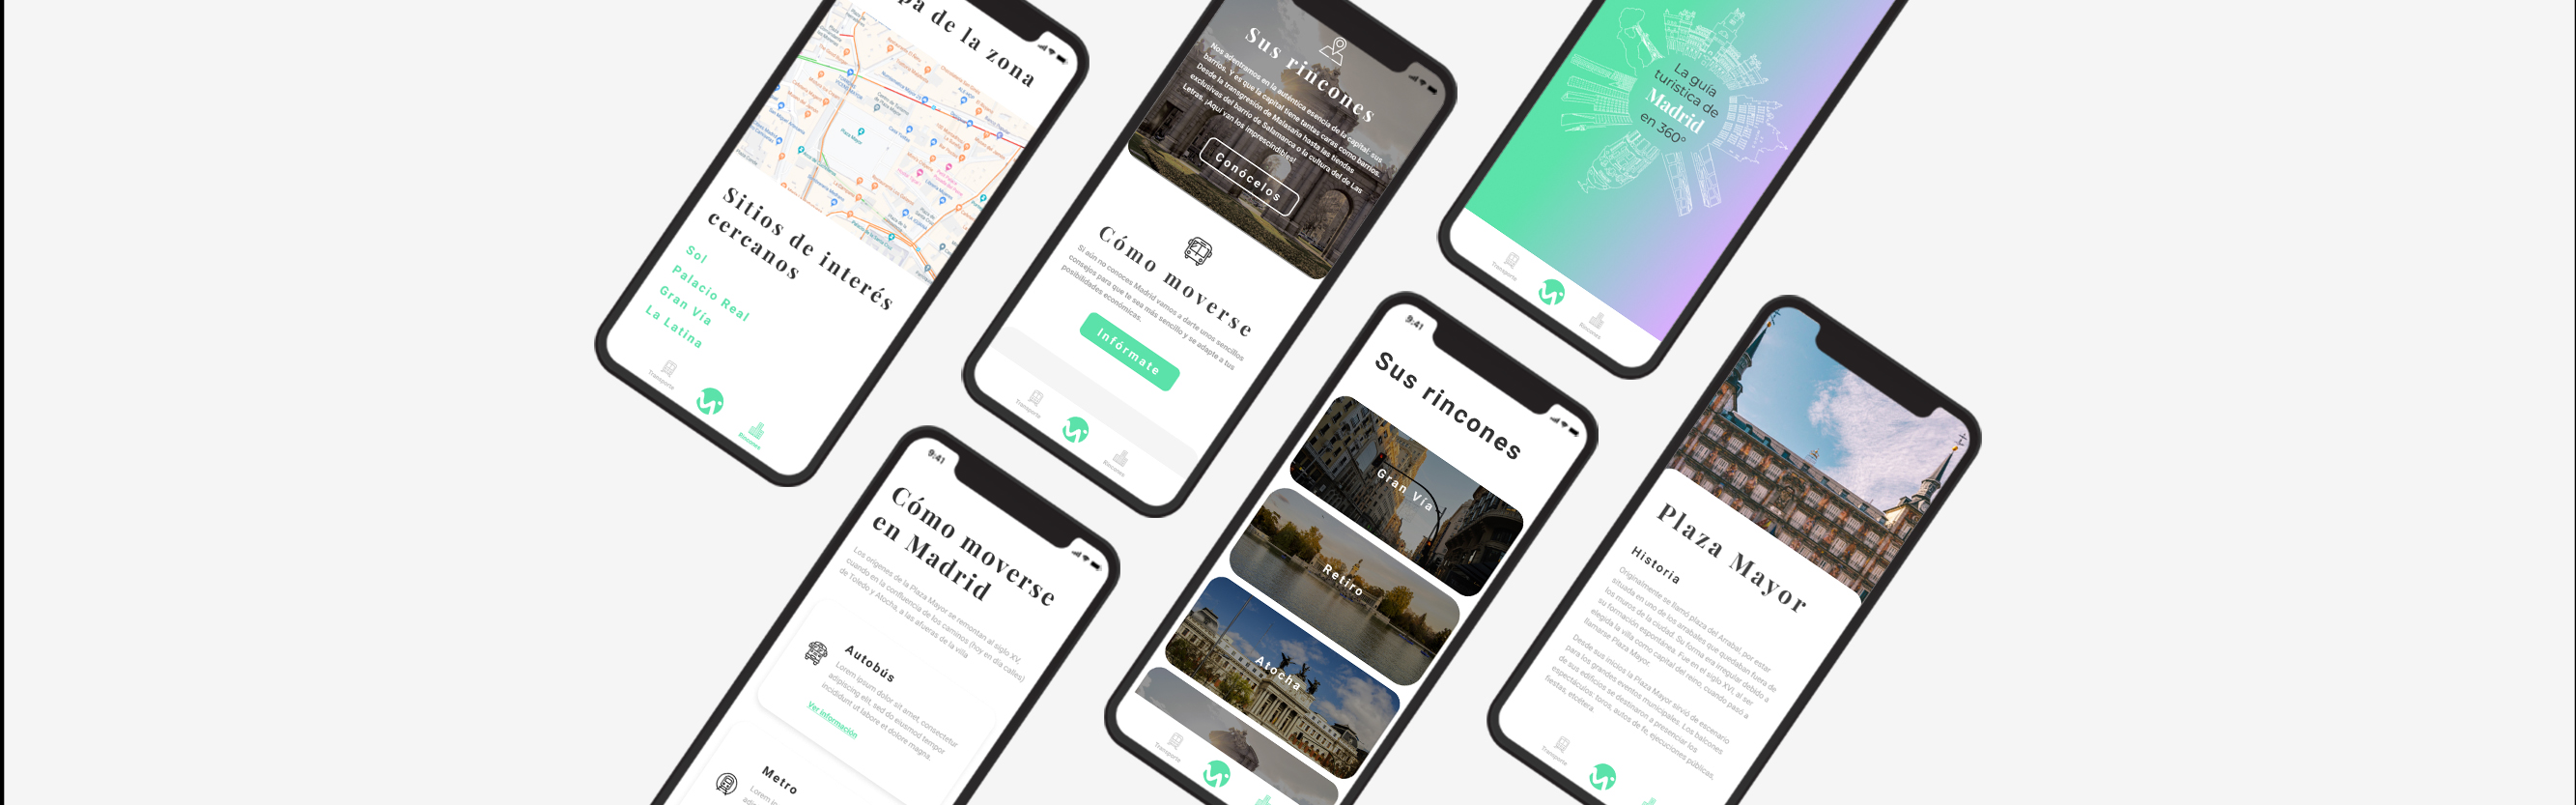 pa de la zona
Sitios de interés
cercanos
Sol
Palacio Real
Gran Vía
La Latina
Transporte
Rincones
Sus rincones
Nos adentramos en la auténtica esencia de la capital: sus
barrios. Y es que la capital tiene tantas caras como barrios.
Desde la transgresión de Malasaña hasta las tiendas
exclusivas del barrio de Salamanca o la cultura del de Las
Letras. ¡Aquí van los imprescindibles!
Conócelos
Cómo moverse
Si aún no conoces Madrid vamos a darte unos sencillos
consejos para que te sea más sencillo y se adapte a tus
posibilidades económicas.
Infórmate
Transporte
Rincones
La guía
turística de
Madrid
en 360°
Transporte
Rincones
9:41
Cómo moverse
en Madrid
Los orígenes de la Plaza Mayor se remontan al siglo XV,
cuando en la confluencia de los caminos (hoy en día calles)
de Toledo y Atocha, a las afueras de la villa
Autobús
Lorem ipsum dolor sit amet, consectetur
adipiscing elit, sed do eiusmod tempor
incididunt ut labore et dolore magna.
Ver información
Metro
9:41
Sus rincones
Gran Vía
Retiro
Atocha
Transporte
Plaza Mayor
Historia
Originalmente se llamó plaza del Arrabal, por estar
situada en uno de los arrabales que quedaban fuera de
los muros de la ciudad. Su forma era irregular debido a
su formación espontánea. Fue en el siglo XVI, al ser
elegida la villa como capital del reino, cuando pasó a
llamarse Plaza Mayor.
Desde sus inicios la Plaza Mayor sirvió de escenario
para los grandes eventos municipales. Los balcones
de sus edificios se destinaron a presenciar los
espectáculos: toros, autos de fe, ejecuciones públicas,
fiestas, etcétera.
Transporte